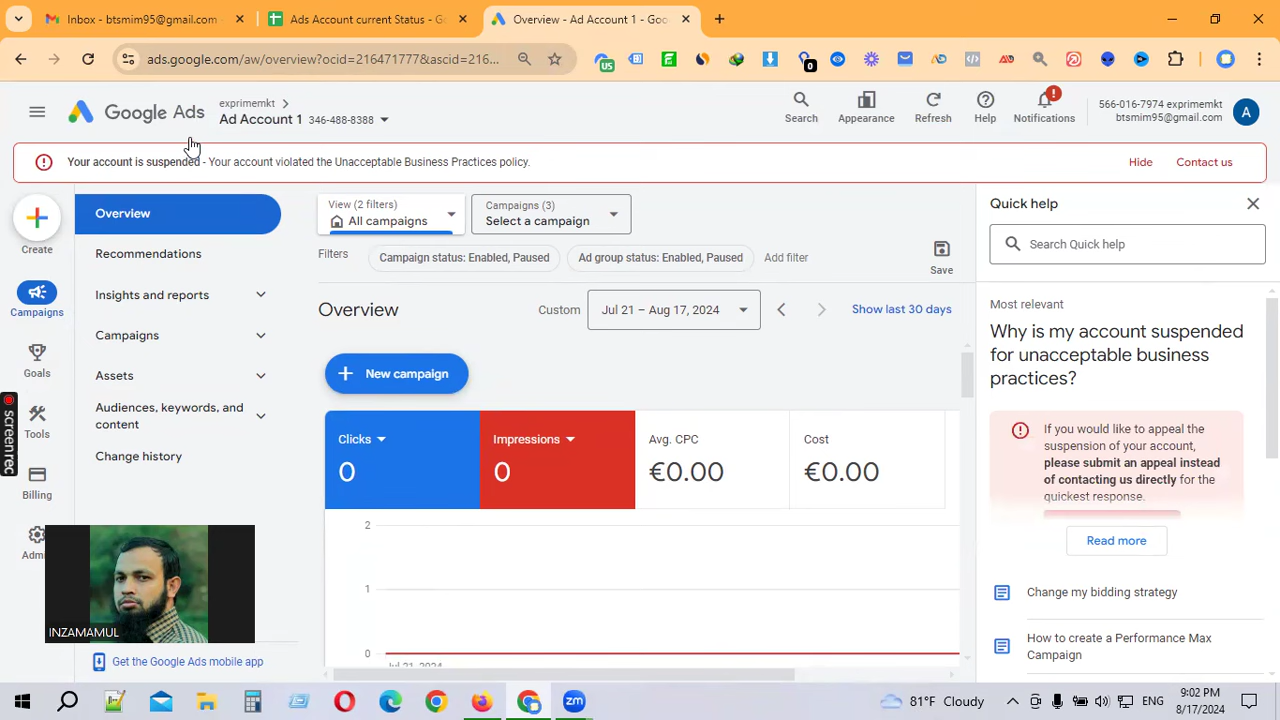 Inbox - btsmim95@gmail.com
Ads Account current Status - Go
Overview - Ad Account 1 - Goo
ads.google.com/aw/overview?ocid=216471777&ascid=216...
US
0
Google Ads
exprimemkt
Ad Account 1 346-488-8388
Search
Appearance
Refresh
Help
Notifications
566-016-7974 exprimemkt
btsmim95@gmail.com
A
Your account is suspended - Your account violated the Unacceptable Business Practices policy.
Hide
Contact us
Create
Campaigns
Goals
Tools
Billing
Admi
Overview
Recommendations
Insights and reports
Campaigns
Assets
Audiences, keywords, and
content
Change history
Get the Google Ads mobile app
View (2 filters)
All campaigns
Campaigns (3)
Select a campaign
Filters
Campaign status: Enabled, Paused
Ad group status: Enabled, Paused
Add filter
Save
Overview
Custom
Jul 21 – Aug 17, 2024
Show last 30 days
New campaign
Clicks
0
Impressions
0
Avg. CPC
€0.00
Cost
€0.00
2
1
0
Jul 21, 2024
Quick help
Search Quick help
Most relevant
Why is my account suspended
for unacceptable business
practices?
If you would like to appeal the
suspension of your account,
please submit an appeal instead
of contacting us directly for the
quickest response.
Read more
Change my bidding strategy
How to create a Performance Max
Campaign
screen rec
INZAMAMUL
zm
81°F Cloudy
ENG
9:02 PM
8/17/2024